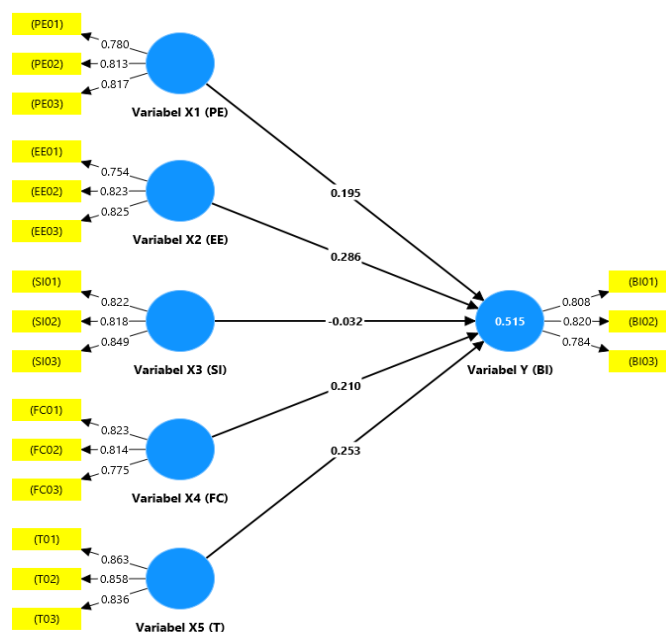 (PE01)
0.780
(PE02)
0.813
(PE03)
0.817
Variabel X1 (PE)
(EE01)
0.754
(EE02)
0.823
(EE03)
0.825
Variabel X2 (EE)
(SI01)
0.822
(SI02)
0.818
(SI03)
0.849
Variabel X3 (SI)
(FC01)
0.823
(FC02)
0.814
(FC03)
0.775
Variabel X4 (FC)
(T01)
0.863
(T02)
0.858
(T03)
0.836
Variabel X5 (T)
0.195
0.286
-0.032
0.210
0.253
0.515
Variabel Y (BI)
0.808
(BI01)
0.820
(BI02)
0.784
(BI03)